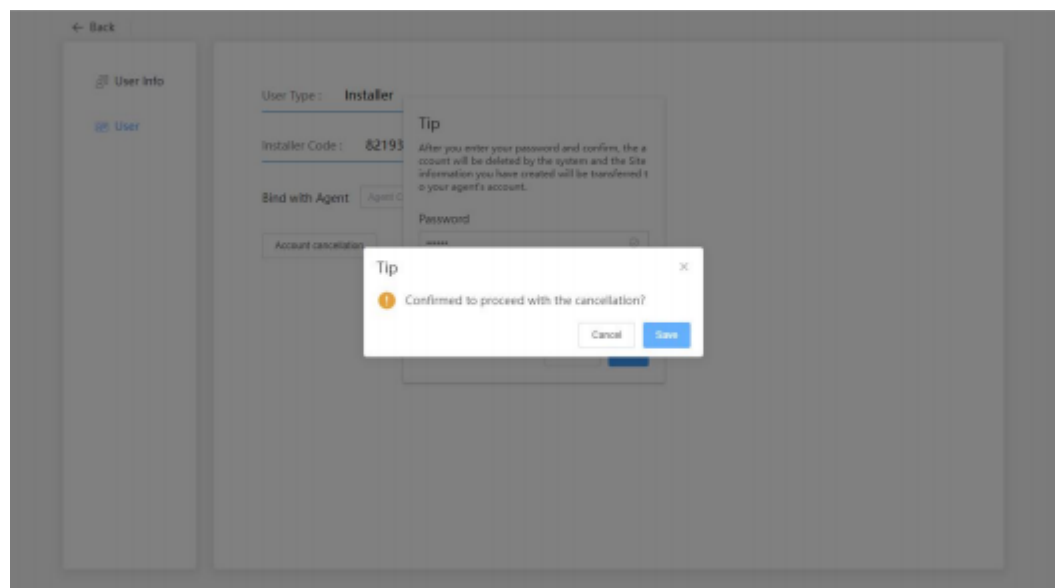 ← Back
User Info
User
User Type : Installer
Installer Code : 82193
Bind with Agent Agent C
Account cancellation
Tip
After you enter your password and confirm, the a
ccount will be deleted by the system and the Site
information you have created will be transferred t
o your agent's account.
Password
Tip
×
Confirmed to proceed with the cancellation?
Cancel Save